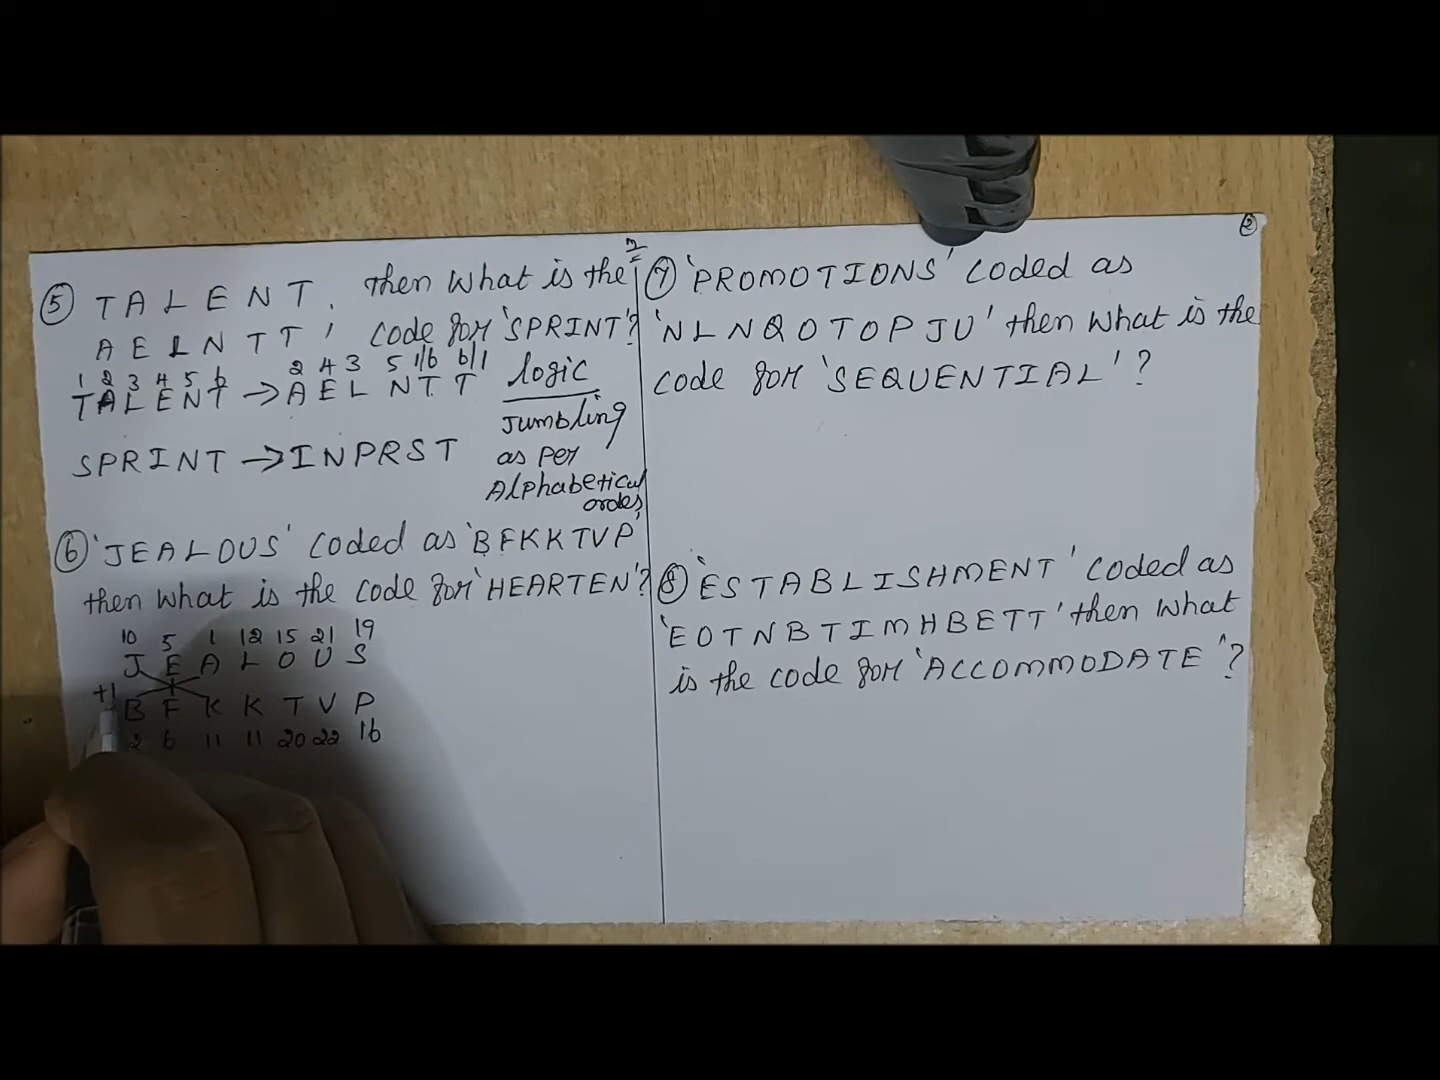 ②
⑤ TALENT. then what is the
AELNTT' code for 'SPRINT'?
1 2 3 4 5 6 2 4 3 5 1/6 6/1
TALENT → AELNTT
logic
Jumbling
as per
Alphabetical
order,
SPRINT → INPRST
⑥ 'JEALOUS' coded as 'BFKKTVP'
then what is the code for 'HEARTEN'?
10 5 1 12 15 21 19
J E A L O U S
+1
B F K K T V P
2 6 11 11 20 22 16
⑦ 'PROMOTIONS' coded as
'NLNQOTOPJU' then what is the
code for 'SEQUENTIAL'?
⑧ 'ESTABLISHMENT' coded as
'EOTNBTIMHBETT' then what
is the code for 'ACCOMMODATE'?